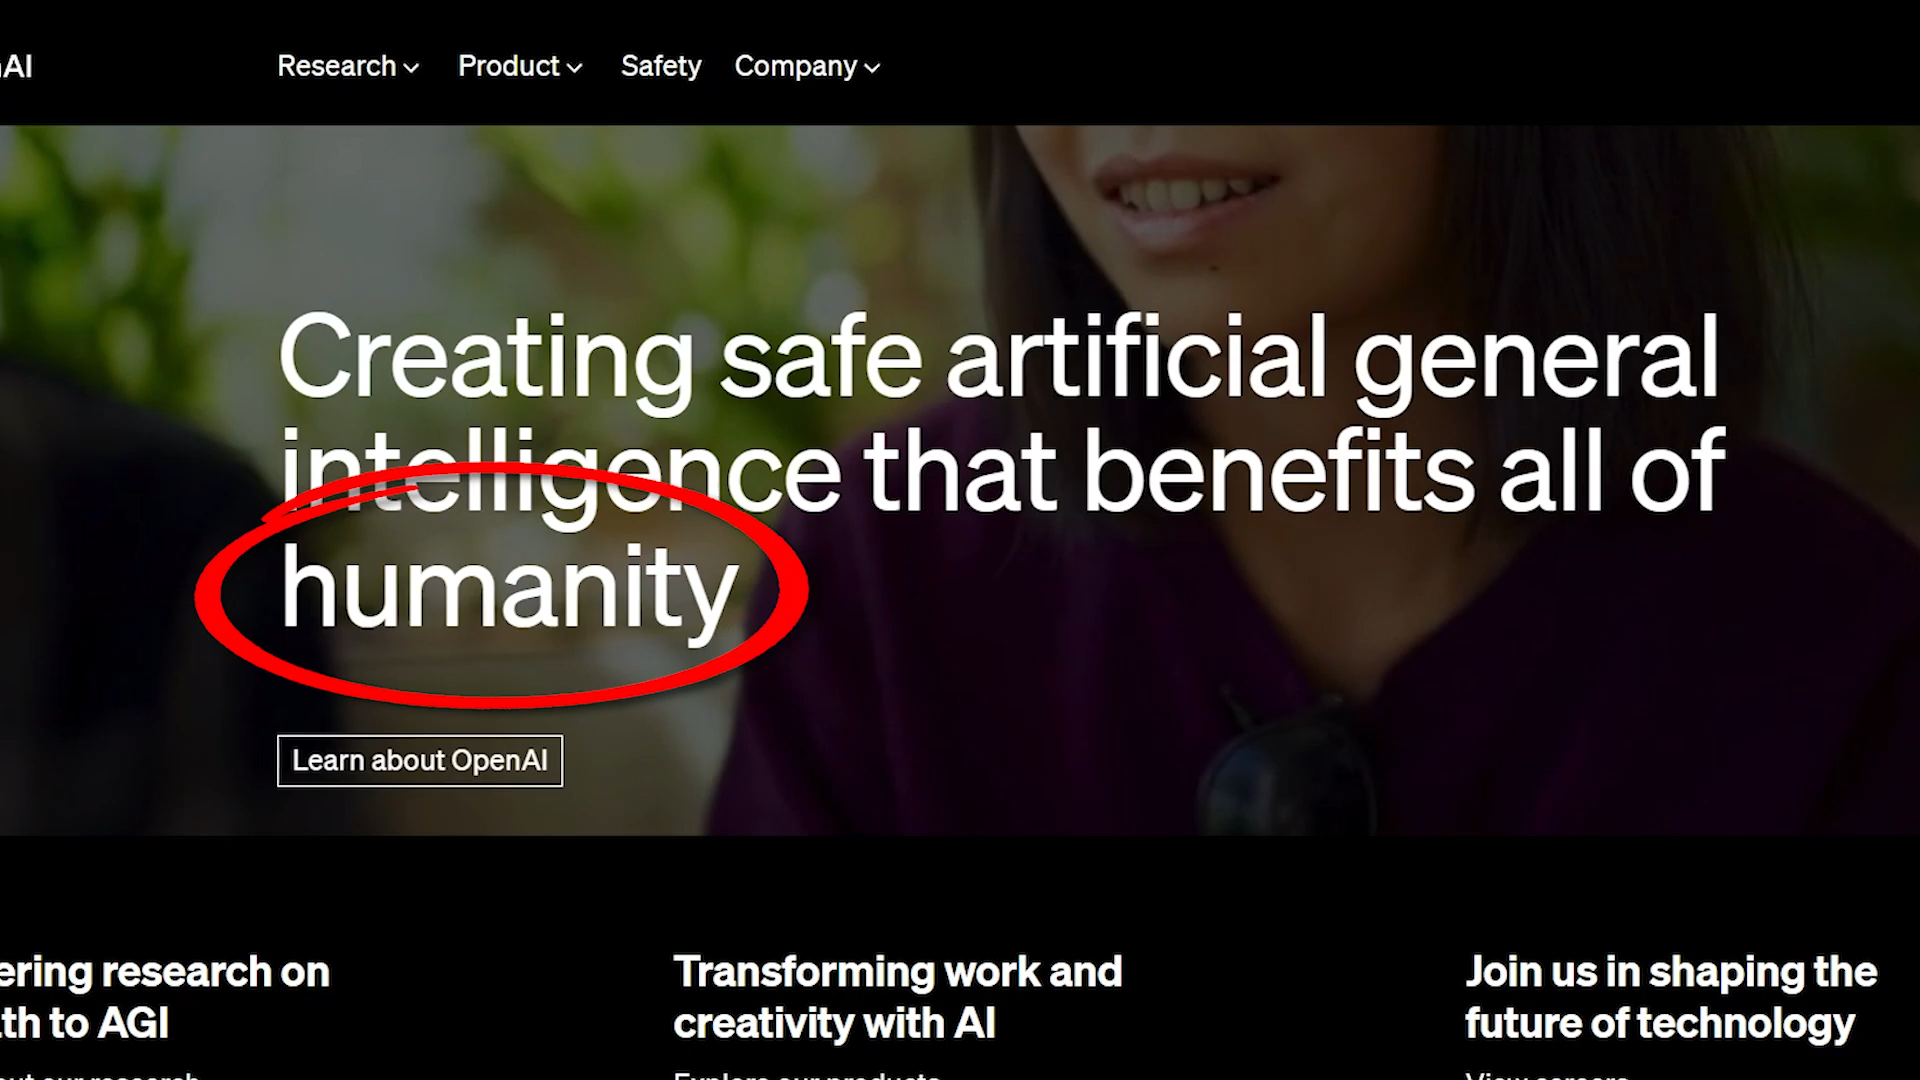 AI
Research Product Safety Company
Creating safe artificial general
intelligence that benefits all of
humanity
Learn about OpenAI
ering research on
th to AGI
Transforming work and
creativity with AI
Join us in shaping the
future of technology